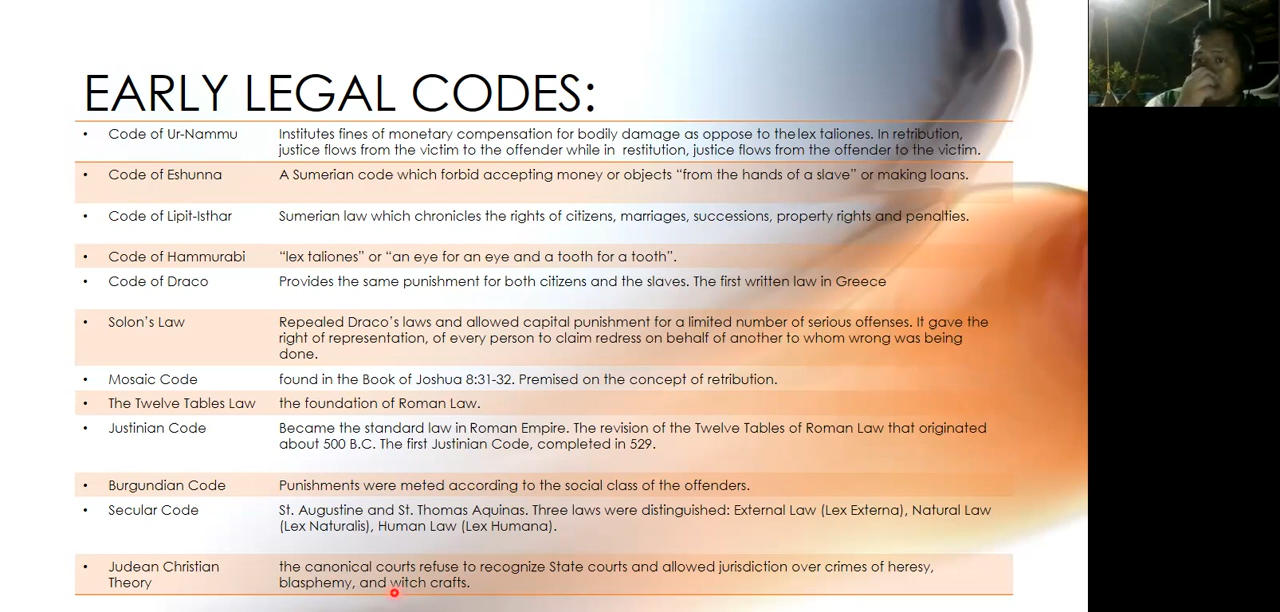 EARLY LEGAL CODES:
• Code of Ur-Nammu Institutes fines of monetary compensation for bodily damage as oppose to the lex taliones. In retribution,
justice flows from the victim to the offender while in restitution, justice flows from the offender to the victim.
• Code of Eshunna A Sumerian code which forbid accepting money or objects “from the hands of a slave” or making loans.
• Code of Lipit-Isthar Sumerian law which chronicles the rights of citizens, marriages, successions, property rights and penalties.
• Code of Hammurabi “lex taliones” or “an eye for an eye and a tooth for a tooth”.
• Code of Draco Provides the same punishment for both citizens and the slaves. The first written law in Greece
• Solon’s Law Repealed Draco’s laws and allowed capital punishment for a limited number of serious offenses. It gave the
right of representation, of every person to claim redress on behalf of another to whom wrong was being
done.
• Mosaic Code found in the Book of Joshua 8:31-32. Premised on the concept of retribution.
• The Twelve Tables Law the foundation of Roman Law.
• Justinian Code Became the standard law in Roman Empire. The revision of the Twelve Tables of Roman Law that originated
about 500 B.C. The first Justinian Code, completed in 529.
• Burgundian Code Punishments were meted according to the social class of the offenders.
• Secular Code St. Augustine and St. Thomas Aquinas. Three laws were distinguished: External Law (Lex Externa), Natural Law
(Lex Naturalis), Human Law (Lex Humana).
• Judean Christian the canonical courts refuse to recognize State courts and allowed jurisdiction over crimes of heresy,
Theory blasphemy, and witch crafts.